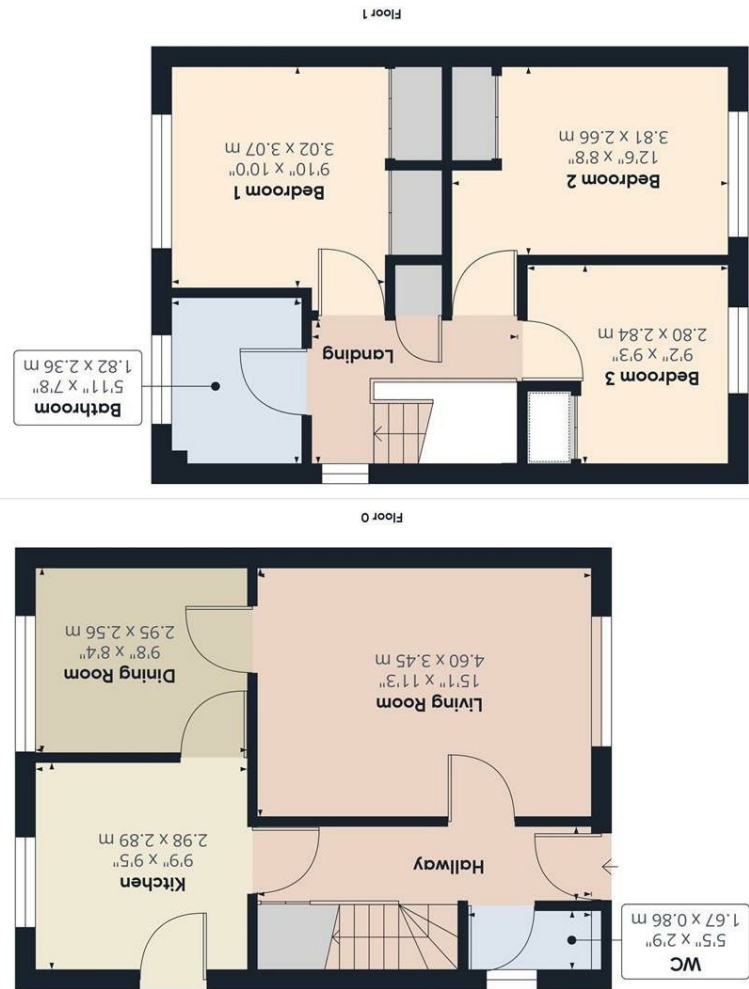 WC
5'5" x 2'9"
1.67 x 0.86 m
Hallway
Kitchen
9'9" x 9'5"
2.98 x 2.89 m
Living Room
15'1" x 11'3"
4.60 x 3.45 m
Dining Room
9'8" x 8'4"
2.95 x 2.56 m
Floor 0
Bathroom
5'11" x 7'8"
1.82 x 2.36 m
Landing
Bedroom 3
9'2" x 9'3"
2.80 x 2.84 m
Bedroom 1
9'10" x 10'0"
3.02 x 3.07 m
Bedroom 2
12'6" x 8'8"
3.81 x 2.66 m
Floor 1